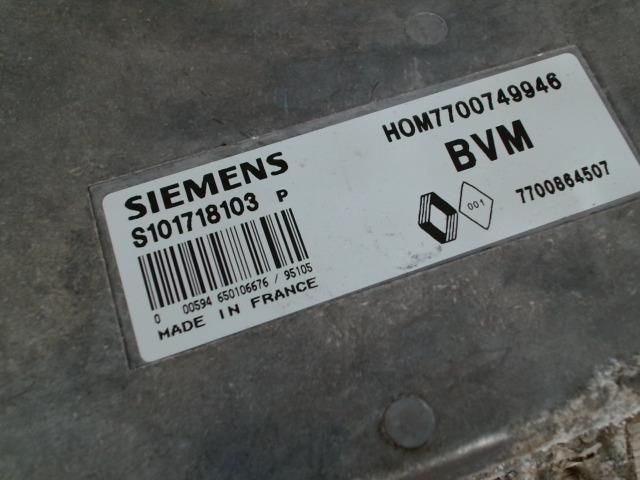 SIEMENS
S101718103 P
0 00594 650106676 / 95105
MADE IN FRANCE
HOM7700749946
BVM
001
7700864507